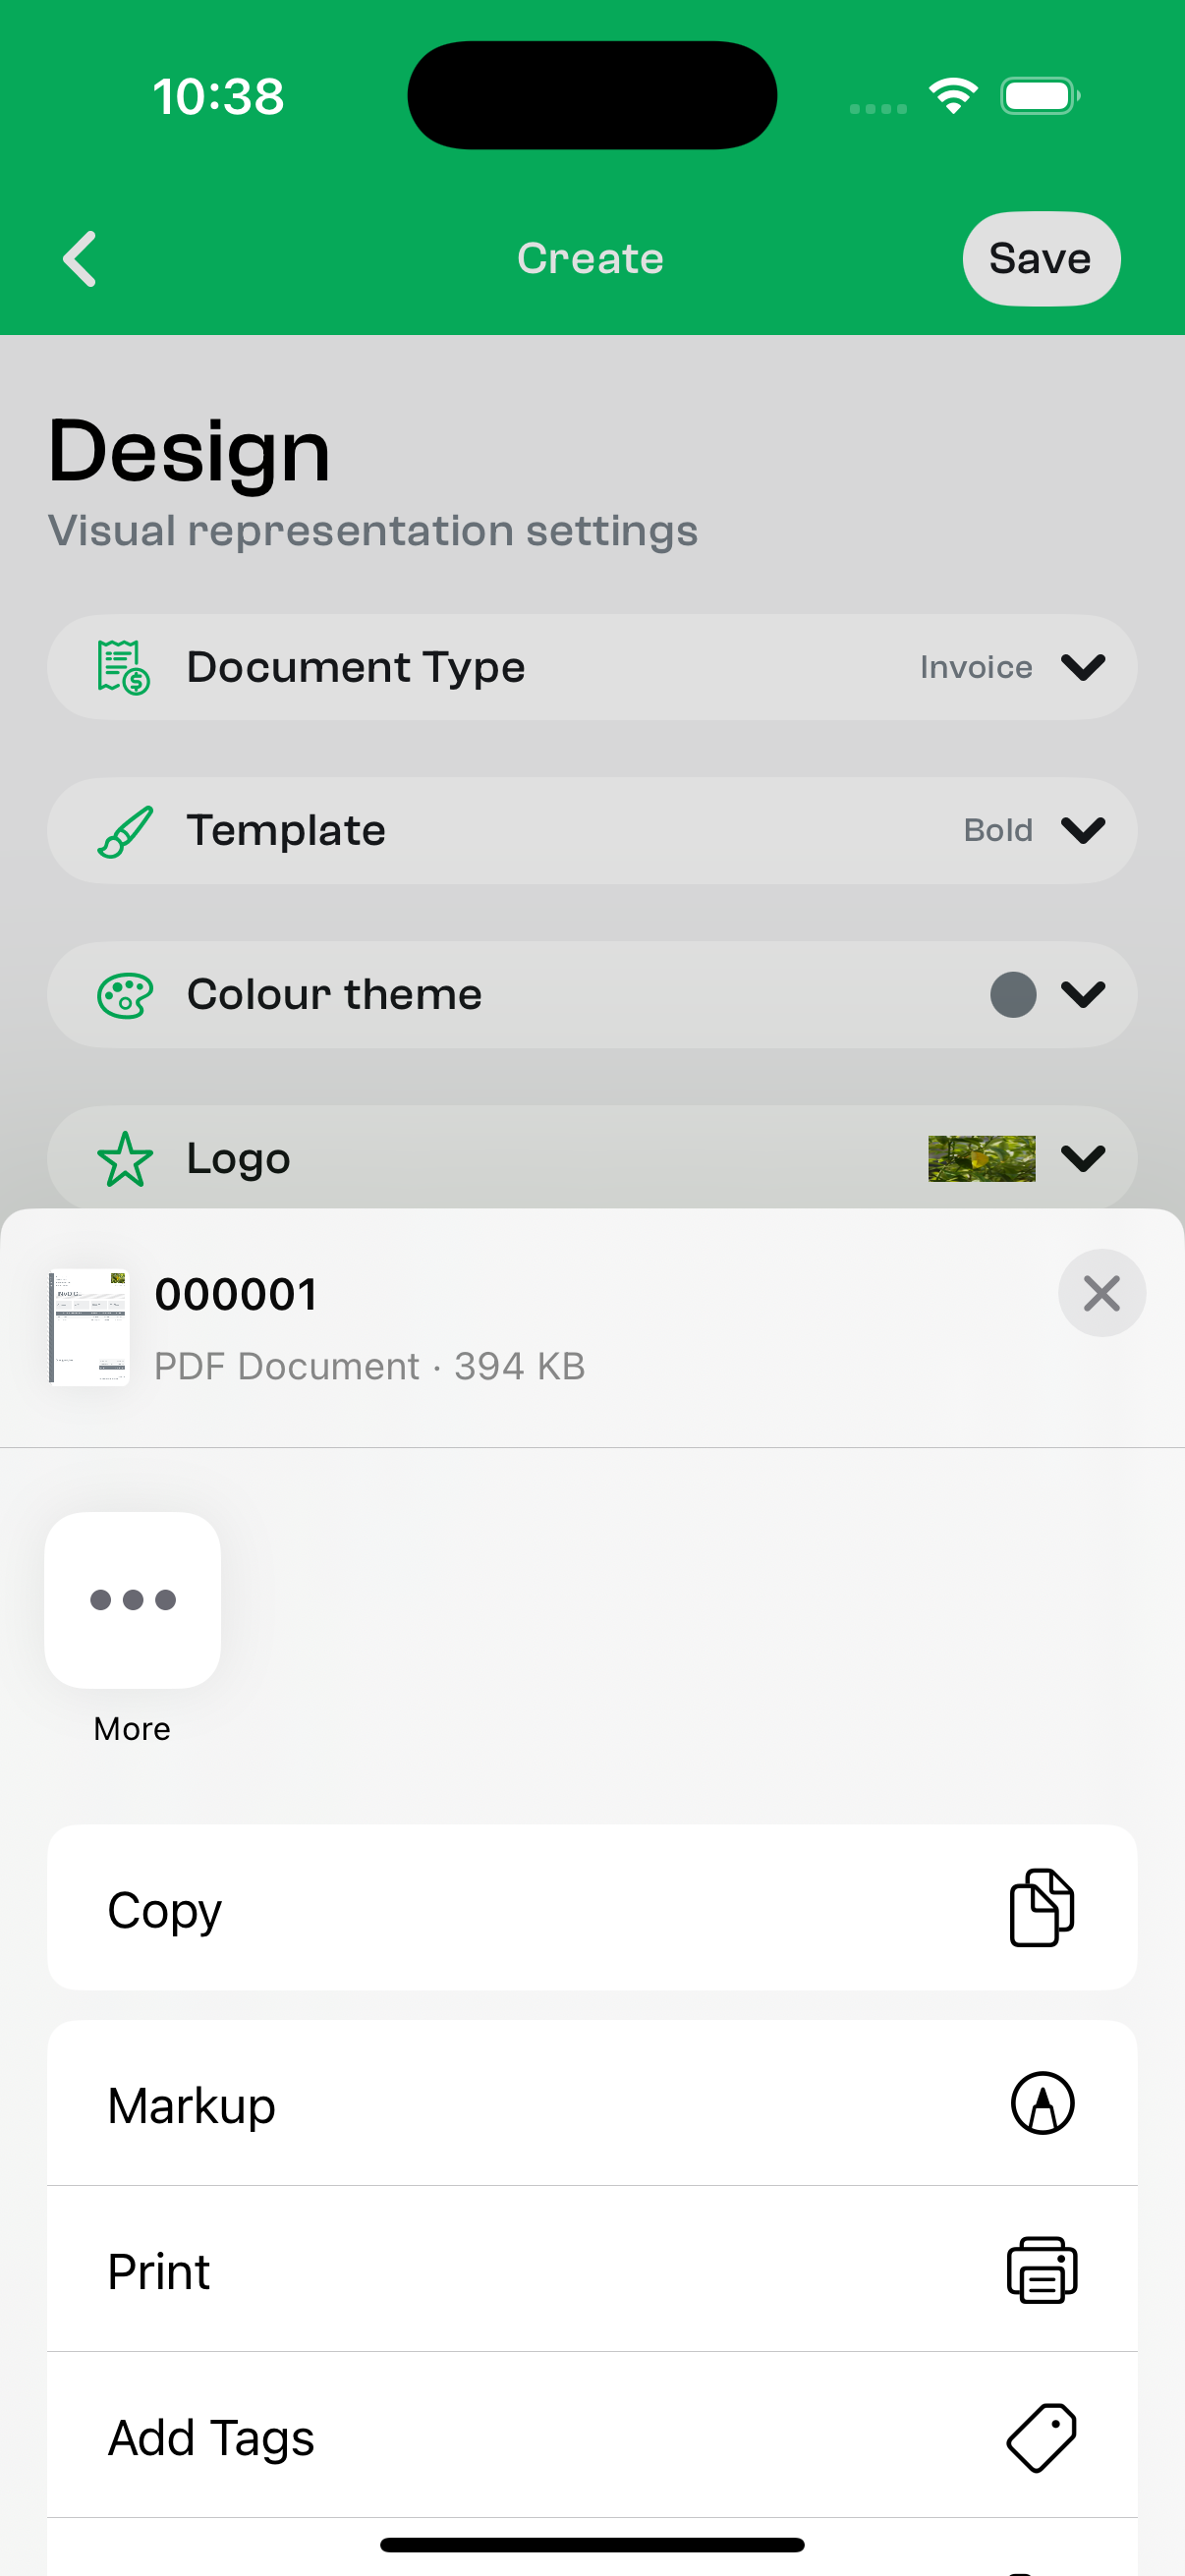 10:38
Create
Save
Design
Visual representation settings
Document Type
Invoice
Template
Bold
Colour theme
Logo
000001
PDF Document · 394 KB
More
Copy
Markup
Print
Add Tags